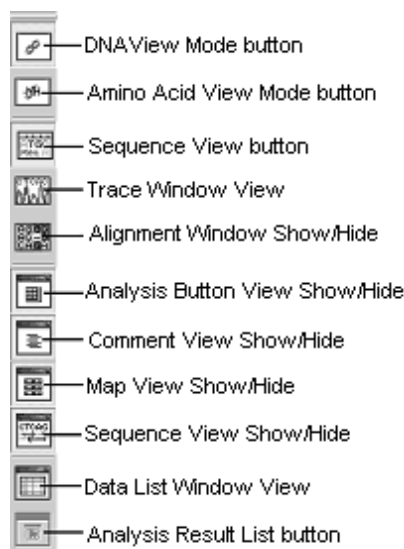 DNAView Mode button
Amino Acid View Mode button
Sequence View button
Trace Window View
Alignment Window Show/Hide
Analysis Button View Show/Hide
Comment View Show/Hide
Map View Show/Hide
Sequence View Show/Hide
Data List Window View
Analysis Result List button